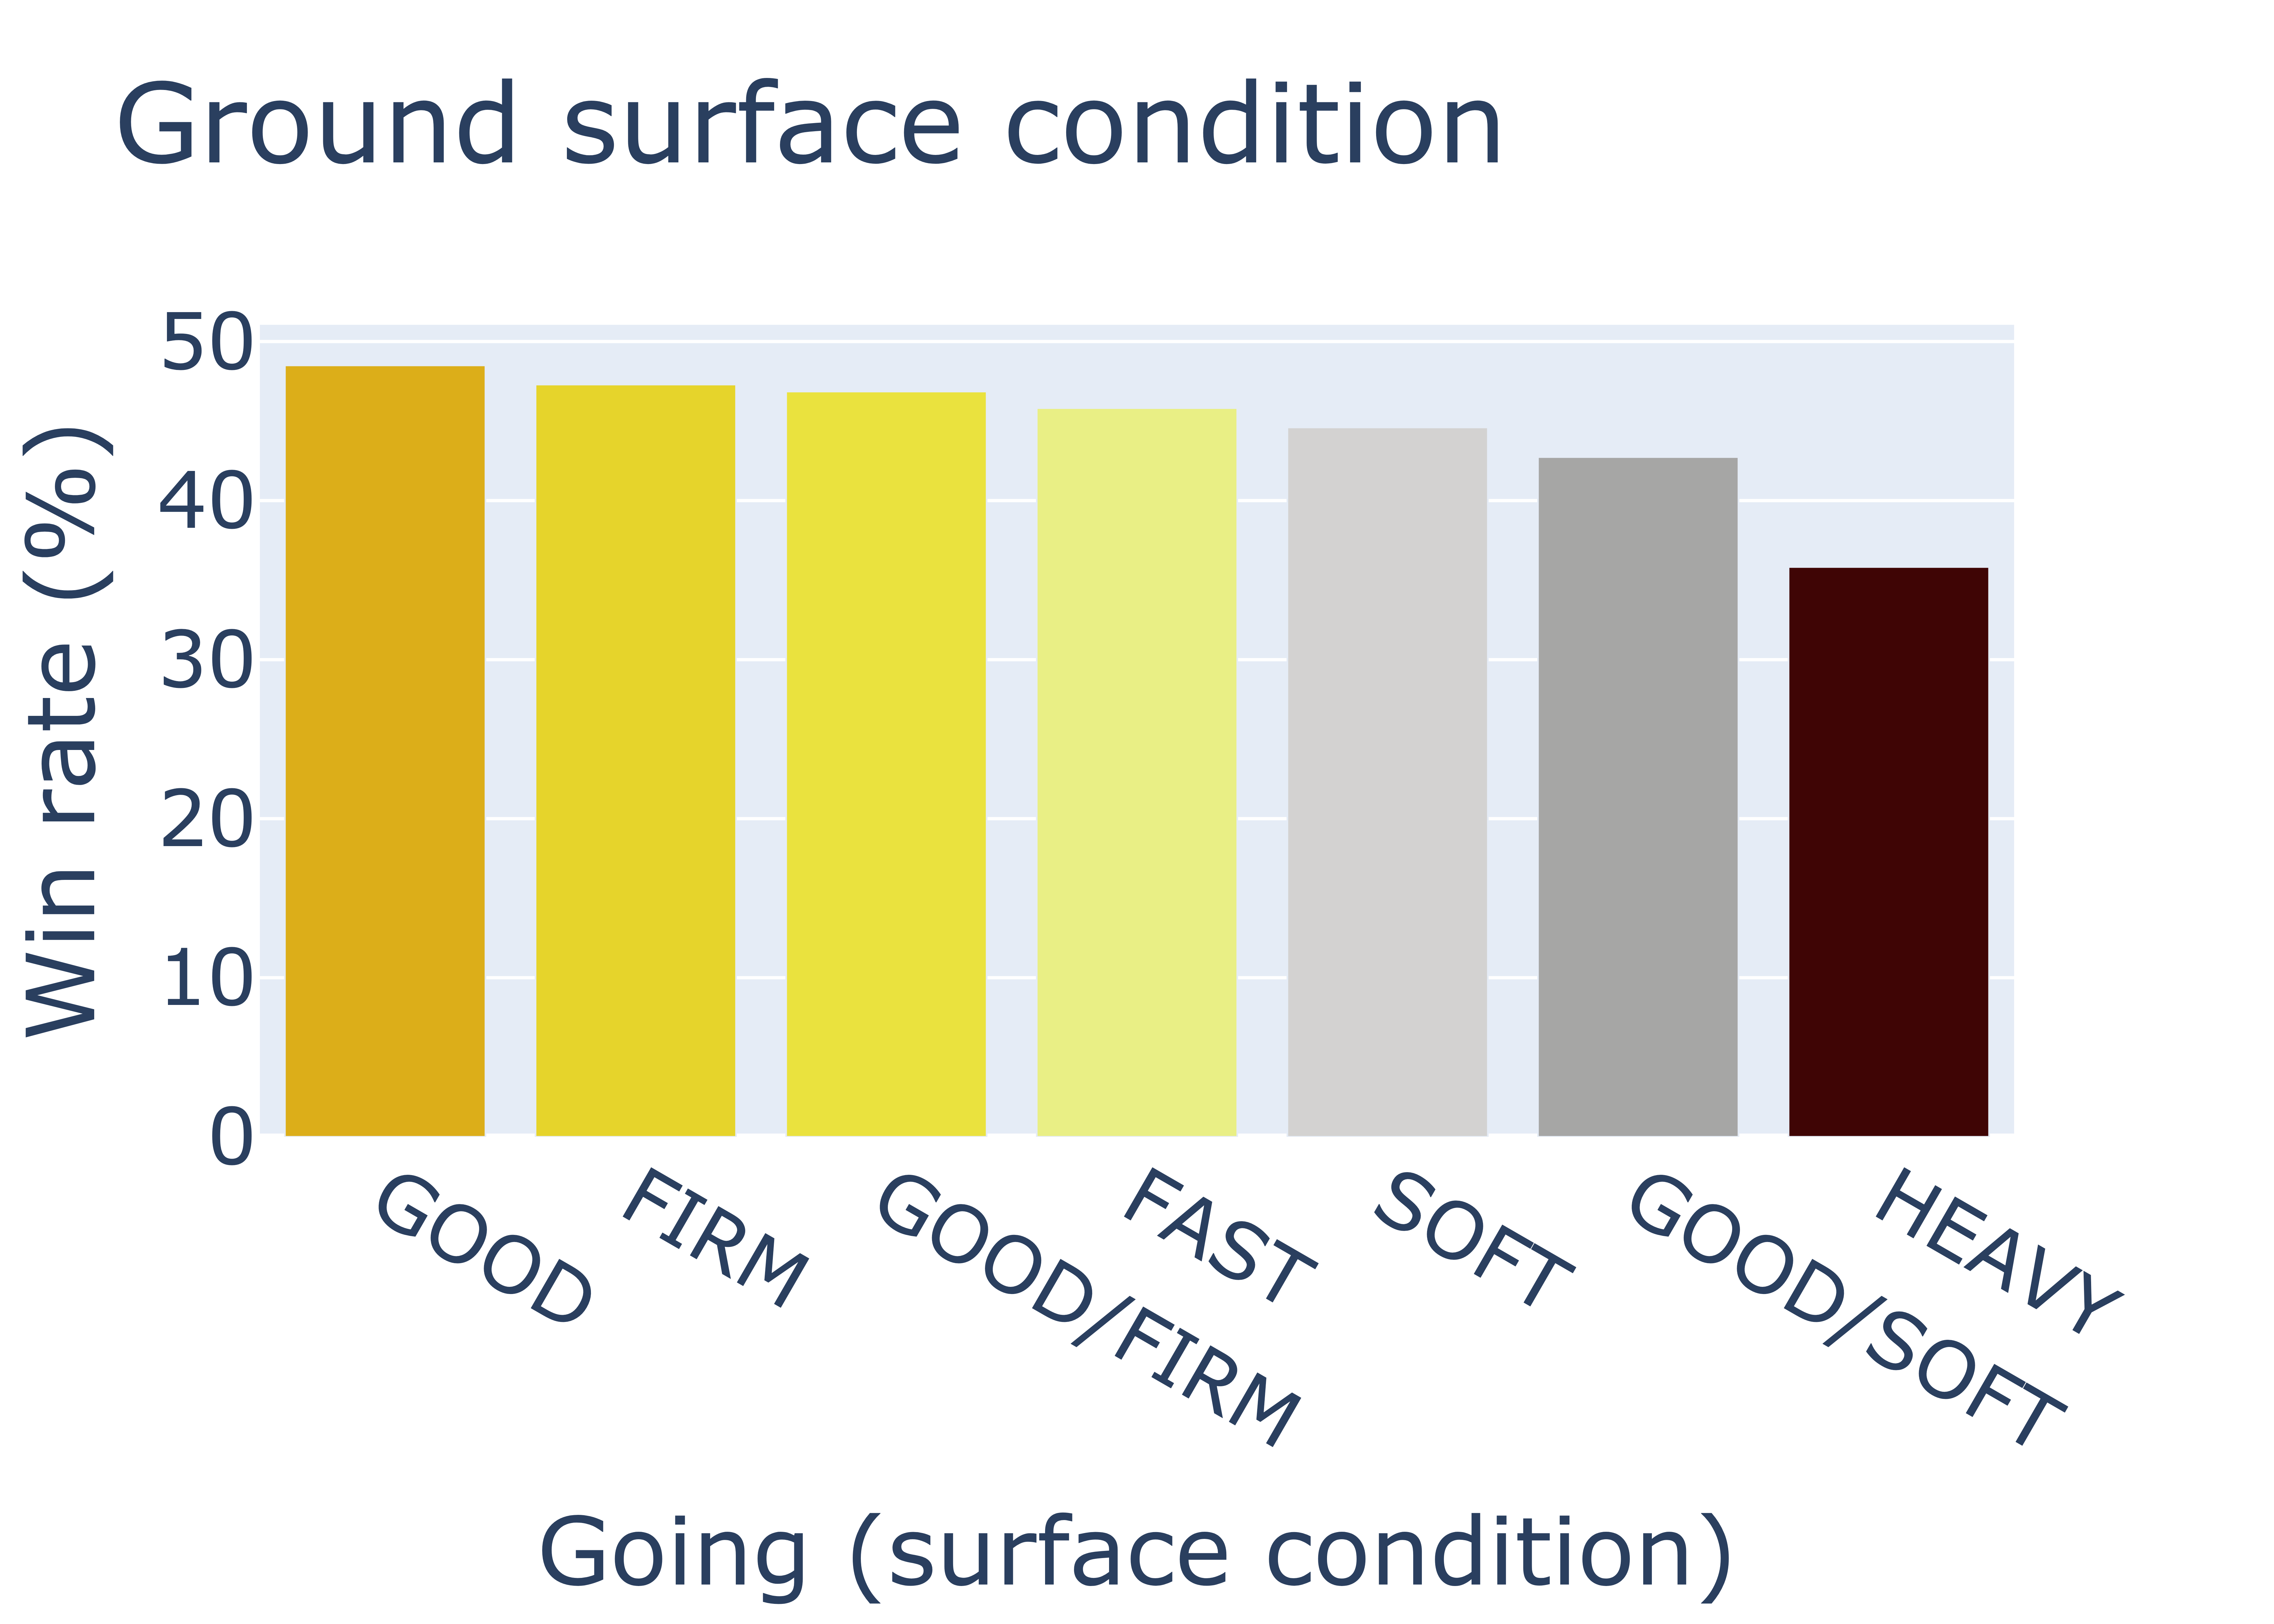 Ground surface condition
Win rate (%)
50
40
30
20
10
0
GOOD
FIRM
GOOD/FIRM
FAST
SOFT
GOOD/SOFT
HEAVY
Going (surface condition)